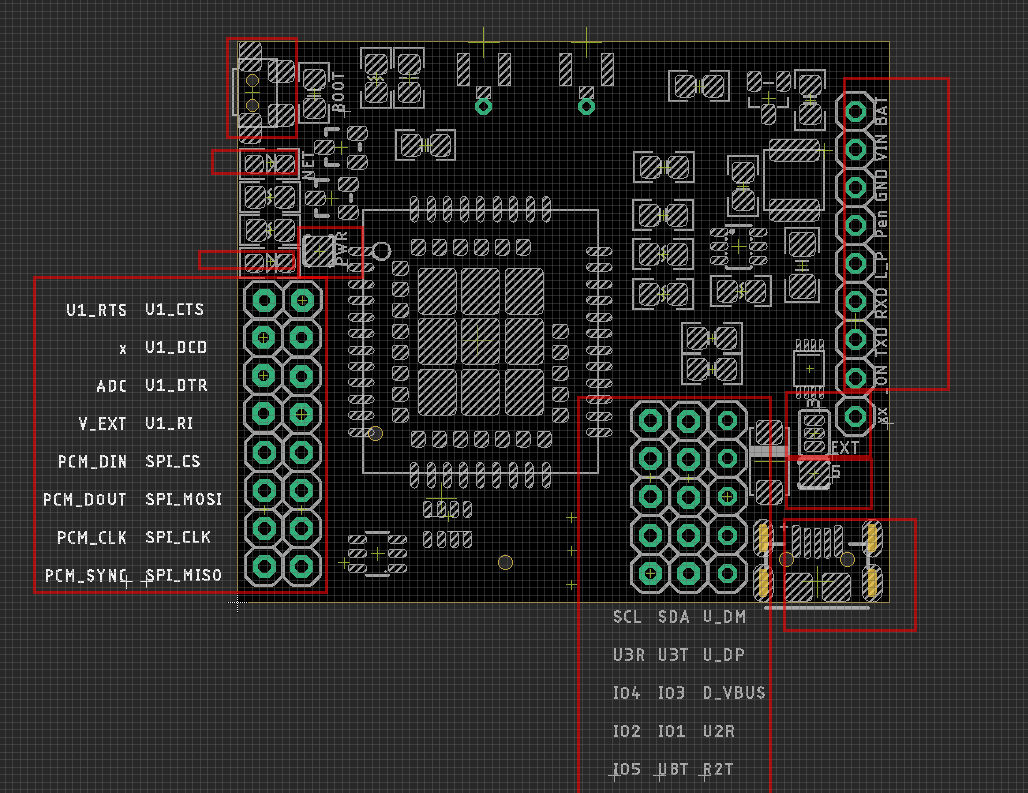 BOOT
NET
PWR
BAT
VIN
GND
Pen
L_P
RXD
TXD
EXT
U1_RTS U1_CTS
x U1_DCD
ADC U1_DTR
V_EXT U1_RI
PCM_DIN SPI_CS
PCM_DOUT SPI_MOSI
PCM_CLK SPI_CLK
PCM_SYNC SPI_MISO
SCL SDA U_DM
U3R U3T U_DP
IO4 IO3 D_VBUS
IO2 IO1 U2R
IO5 UBT R2T